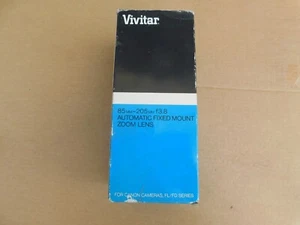 Vivitar
85mm–205mm f3.8
AUTOMATIC FIXED MOUNT
ZOOM LENS
FOR CANON CAMERAS, FL/FD SERIES